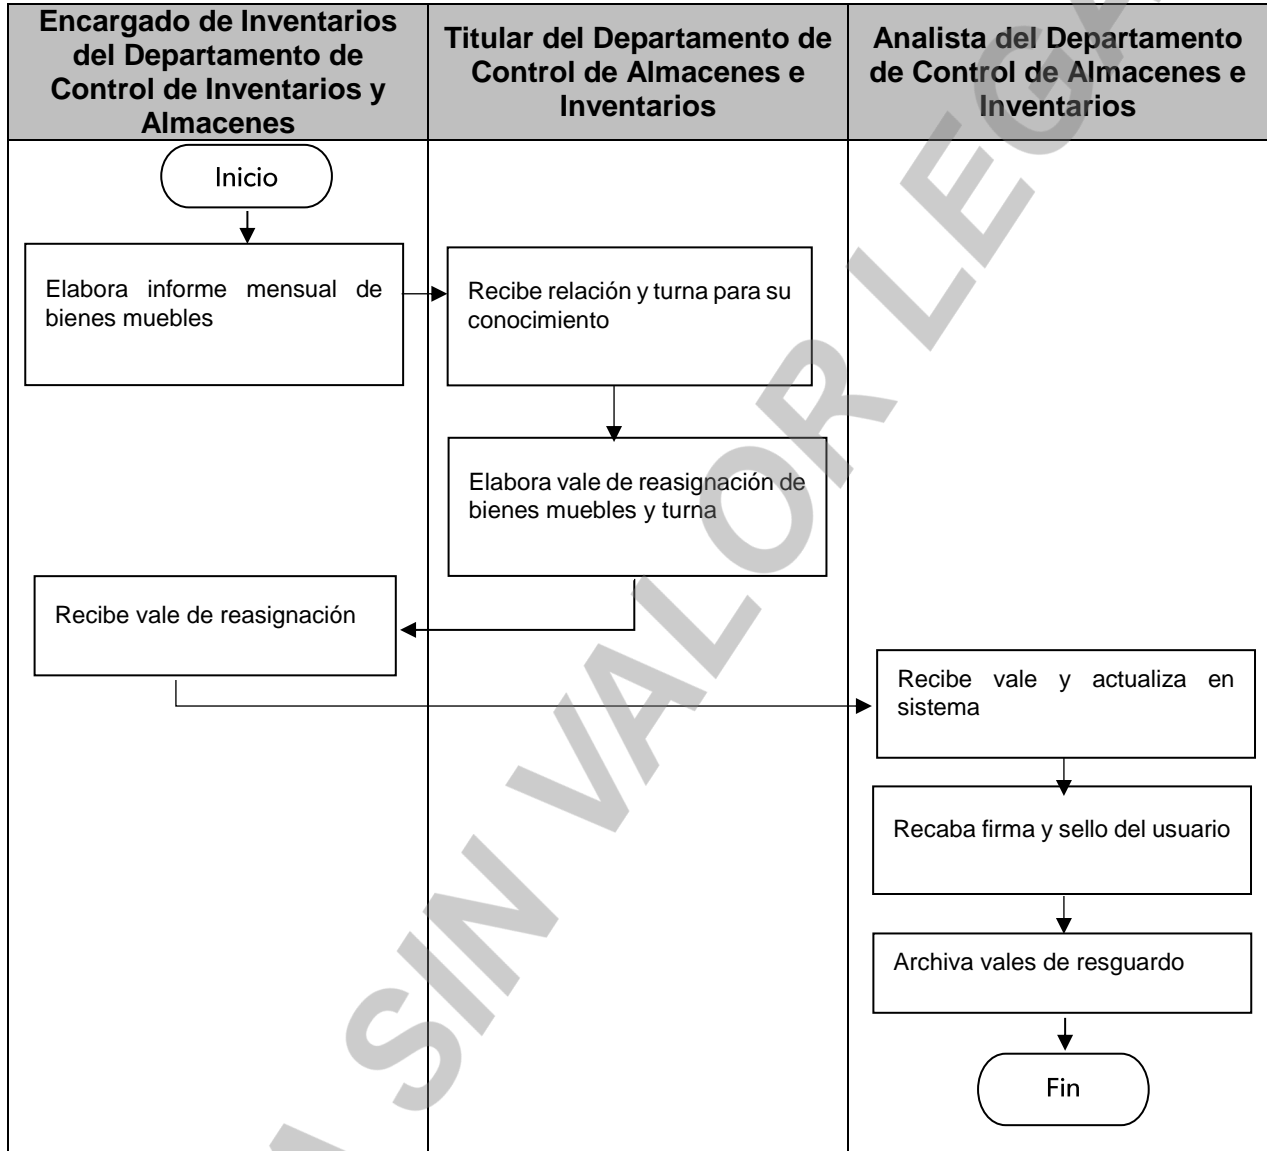 Encargado de Inventarios
del Departamento de
Control de Inventarios y
Almacenes
Titular del Departamento de
Control de Almacenes e
Inventarios
Analista del Departamento
de Control de Almacenes e
Inventarios
Inicio
Elabora informe mensual de
bienes muebles
Recibe relación y turna para su
conocimiento
Elabora vale de reasignación de
bienes muebles y turna
Recibe vale de reasignación
Recibe vale y actualiza en
sistema
Recaba firma y sello del usuario
Archiva vales de resguardo
Fin
SIN VALOR LEGA